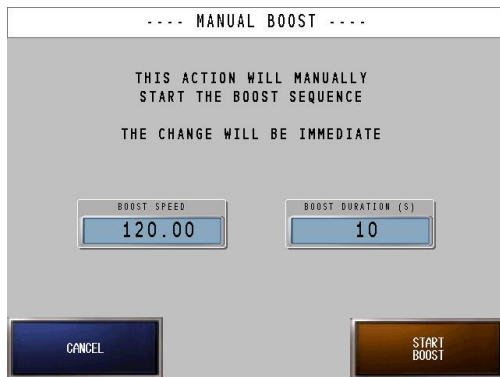 ---- MANUAL BOOST ----
THIS ACTION WILL MANUALLY
START THE BOOST SEQUENCE
THE CHANGE WILL BE IMMEDIATE
BOOST SPEED
120.00
BOOST DURATION (S)
10
CANCEL
START
BOOST